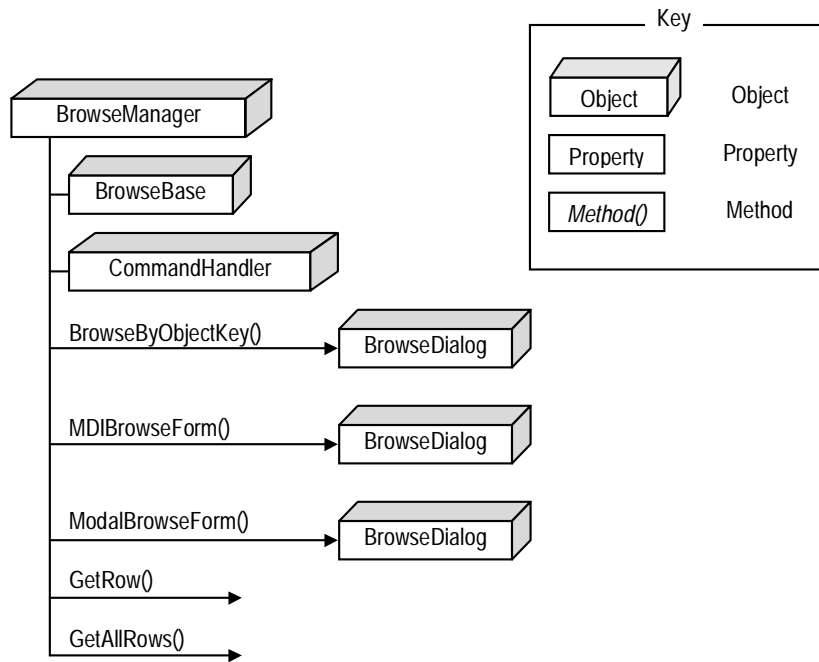 Key
Object Object
Property Property
Method() Method
BrowseManager
BrowseBase
CommandHandler
BrowseByObjectKey() BrowseDialog
MDIBrowseForm() BrowseDialog
ModalBrowseForm() BrowseDialog
GetRow()
GetAllRows()